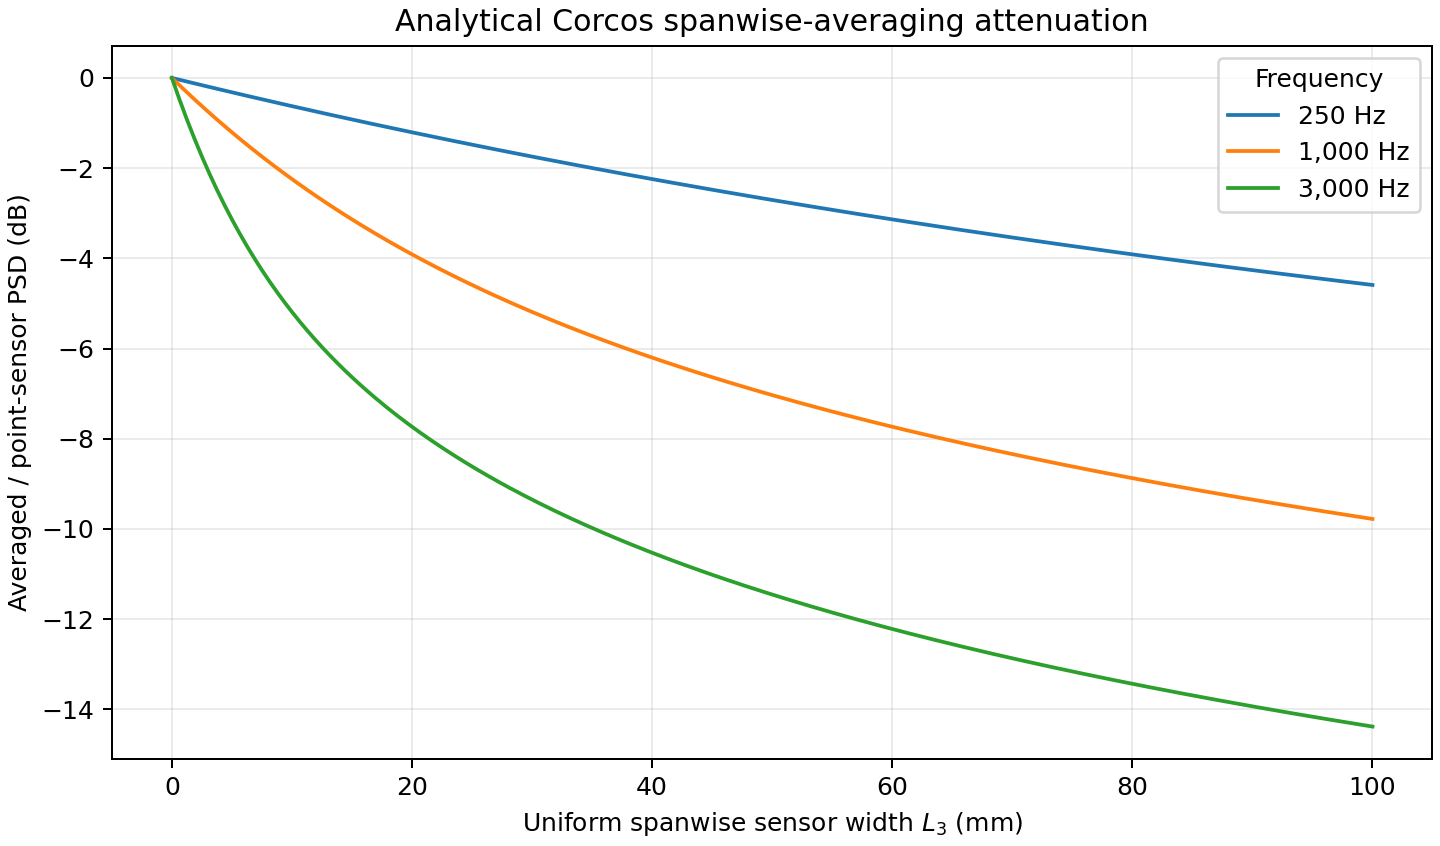 Analytical Corcos spanwise-averaging attenuation
Averaged / point-sensor PSD (dB)
0
−2
−4
−6
−8
−10
−12
−14
Frequency
250 Hz
1,000 Hz
3,000 Hz
0 20 40 60 80 100
Uniform spanwise sensor width L₃ (mm)